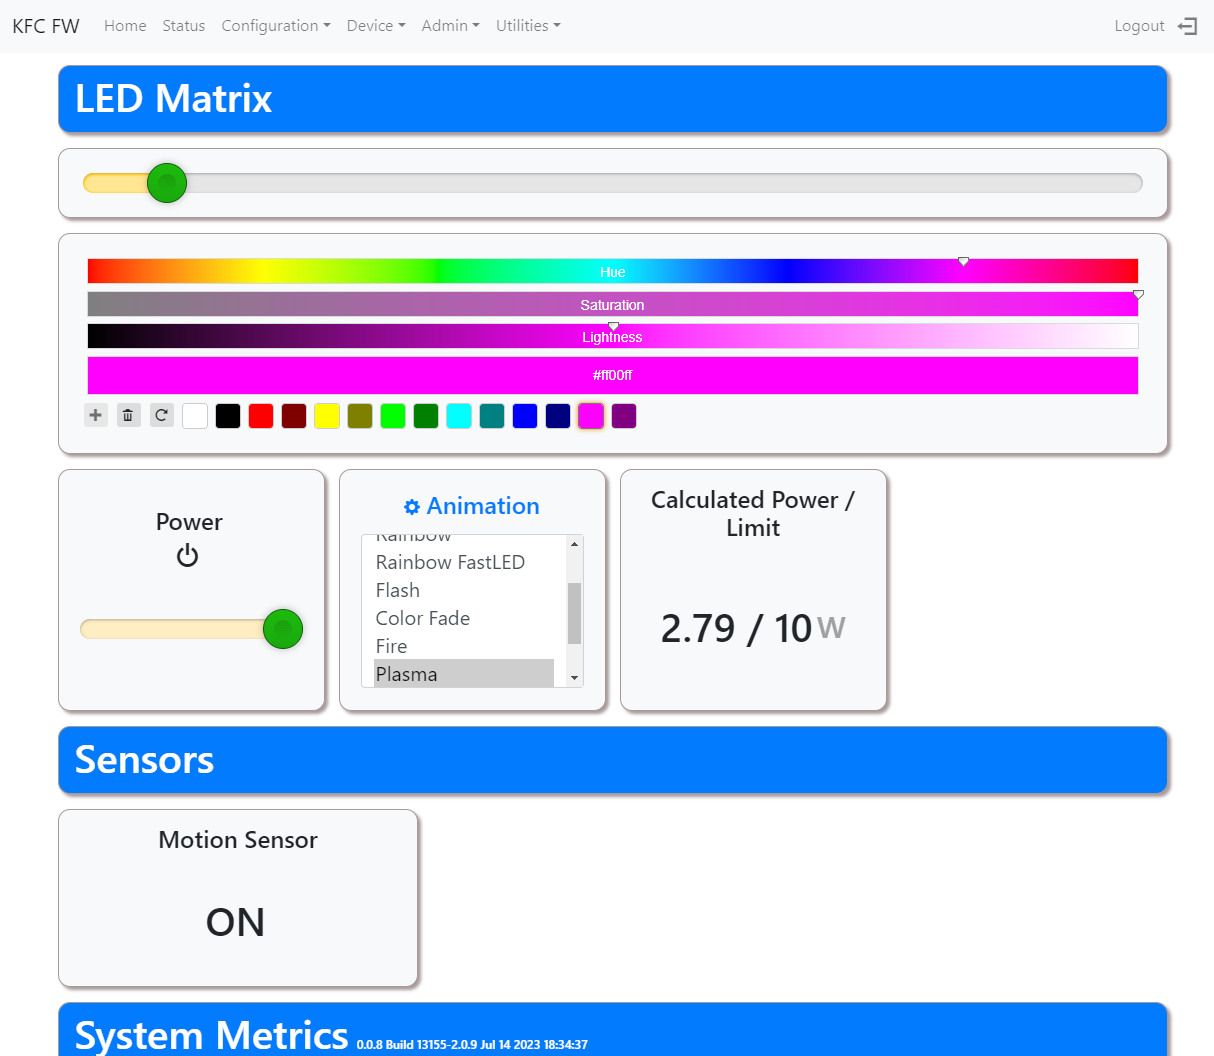 KFC FW Home Status Configuration Device Admin Utilities Logout
LED Matrix
Hue
Saturation
Lightness
#ff00ff
Power
Animation
Rainbow
Rainbow FastLED
Flash
Color Fade
Fire
Plasma
Calculated Power /
Limit
2.79 / 10 W
Sensors
Motion Sensor
ON
System Metrics 0.0.8 Build 13155-2.0.9 Jul 14 2023 18:34:37